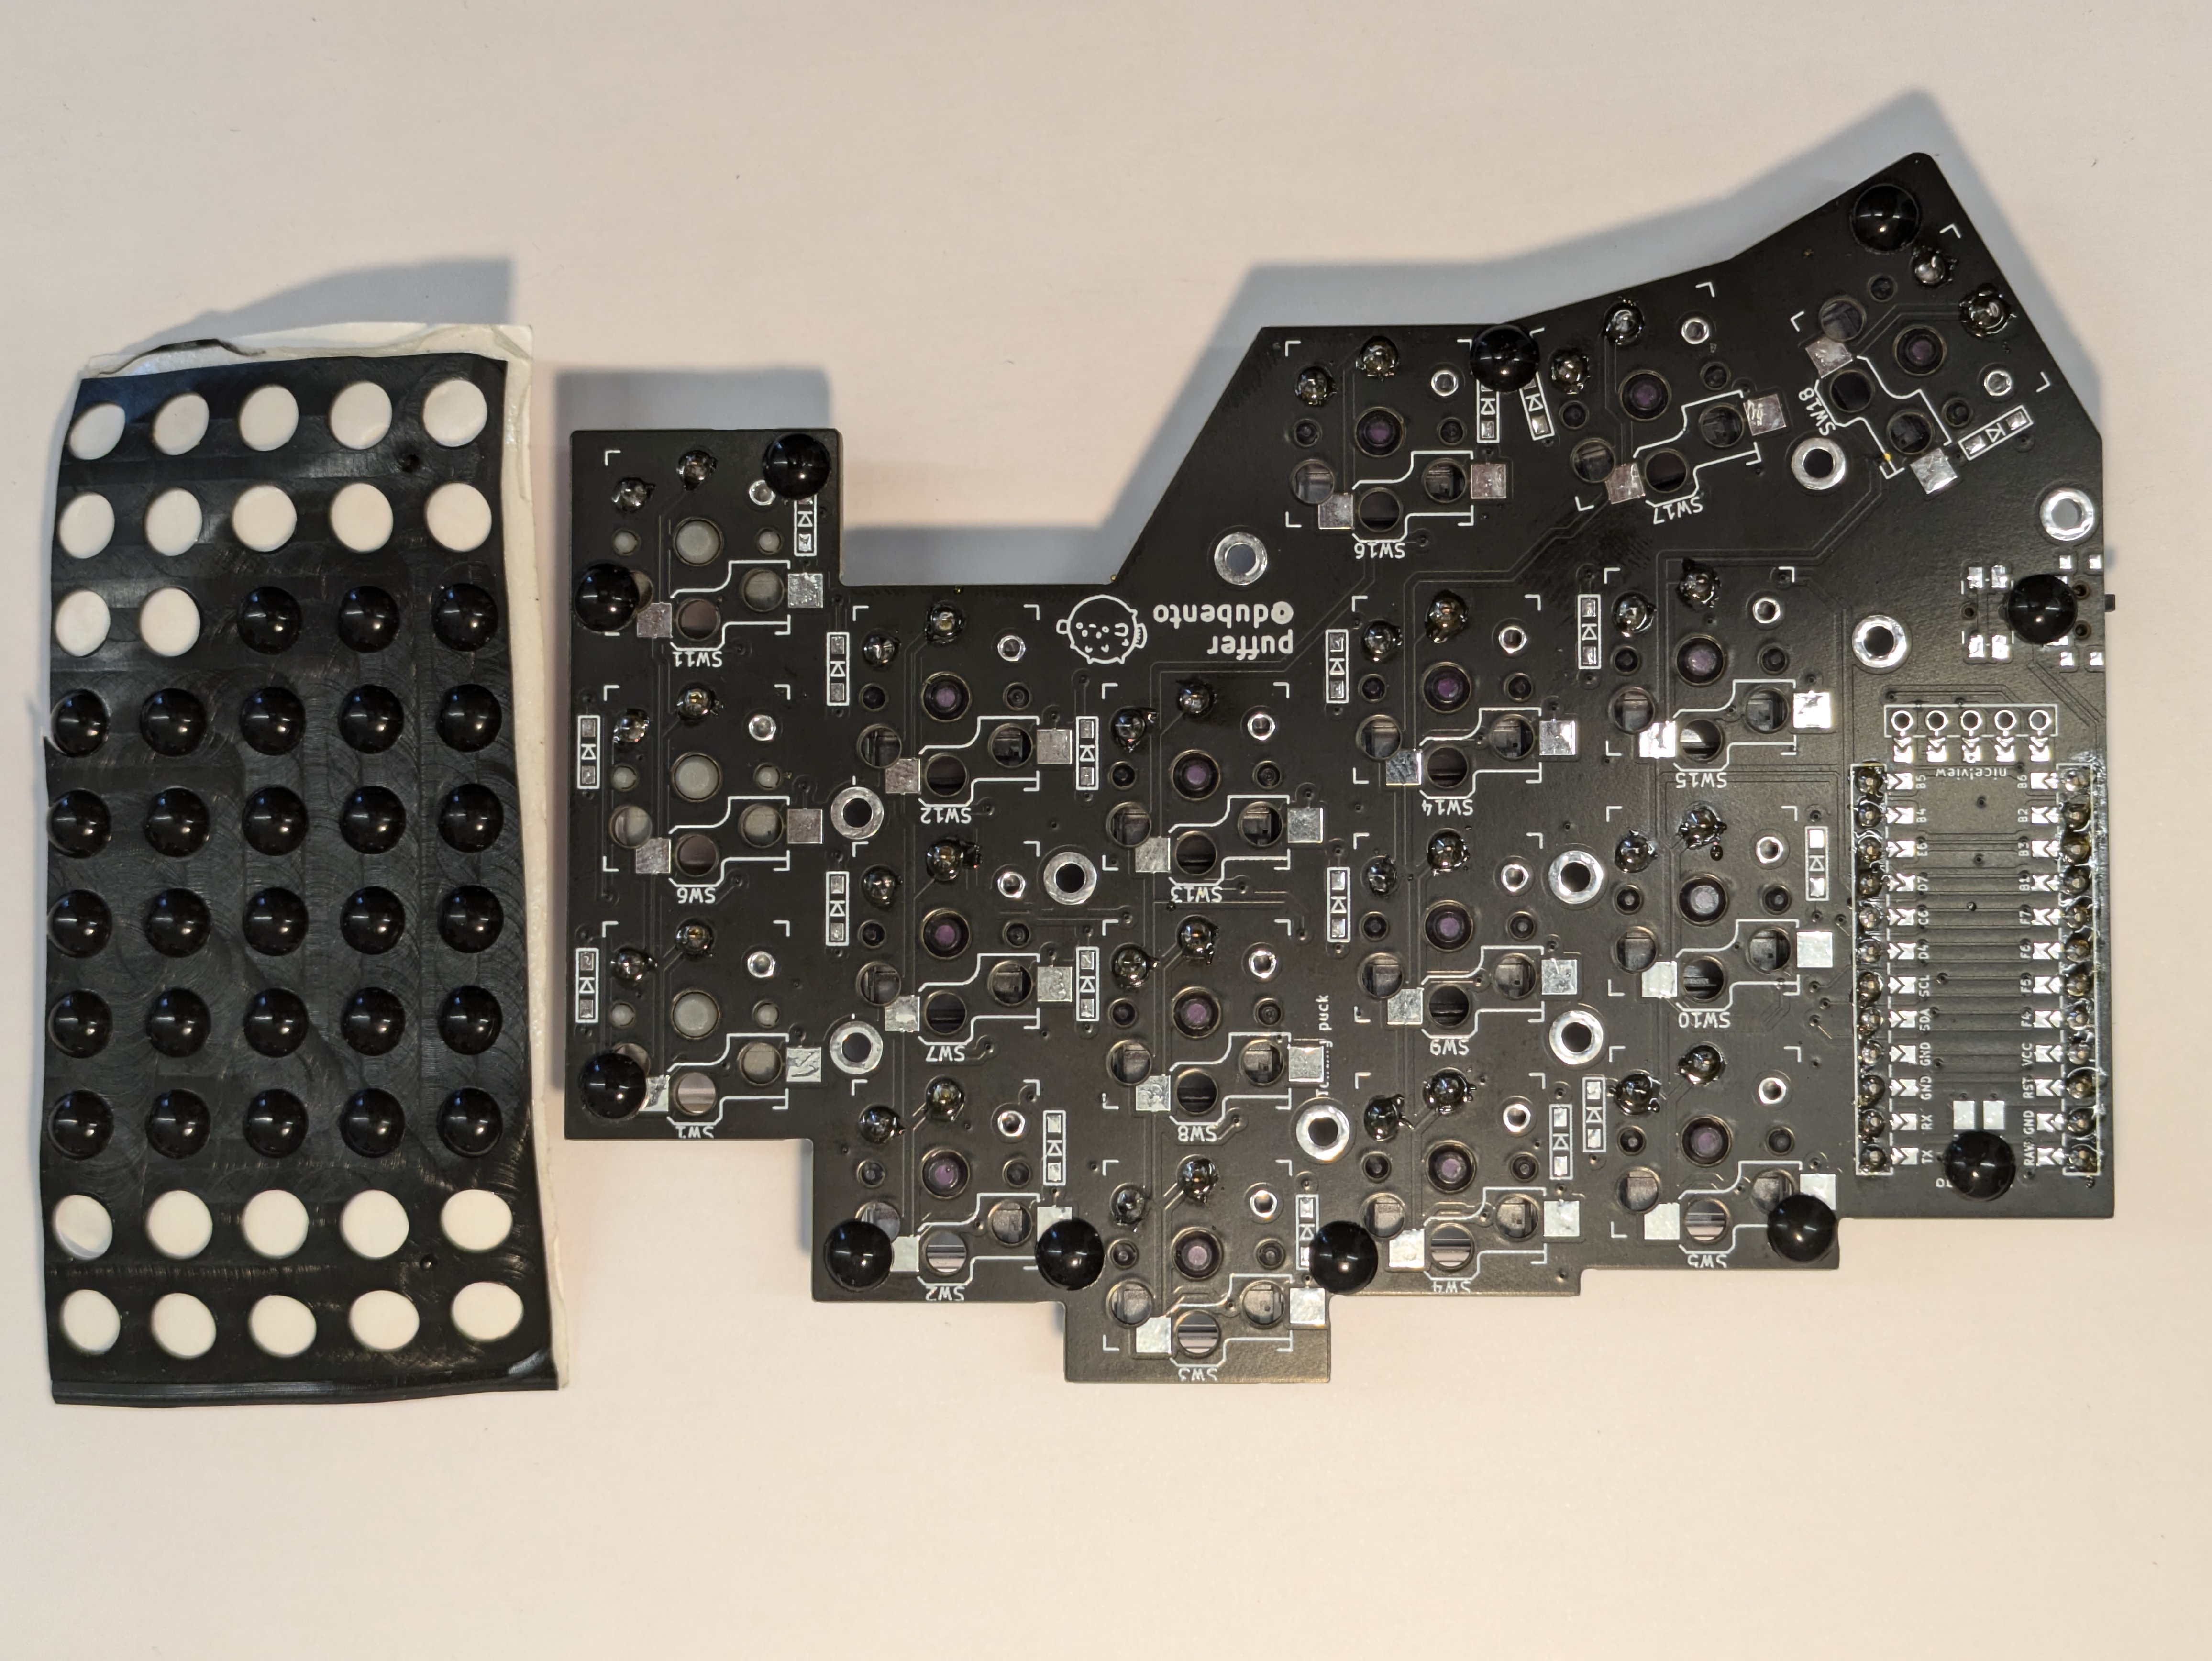 SW18
SW17
SW16
puffer
dubento
SW11
nice!view
SW15
SW14
SW12
SW6
SW13
SW10
SW9
SW7
SW8
SW1
puck
SW5
SW4
SW2
SW3
B5 B6
B4 B2
E6 B3
D7 B1
C6 F7
D4 F6
SCL F5
SDA F4
GND VCC
GND RST
RX GND
TX RAW